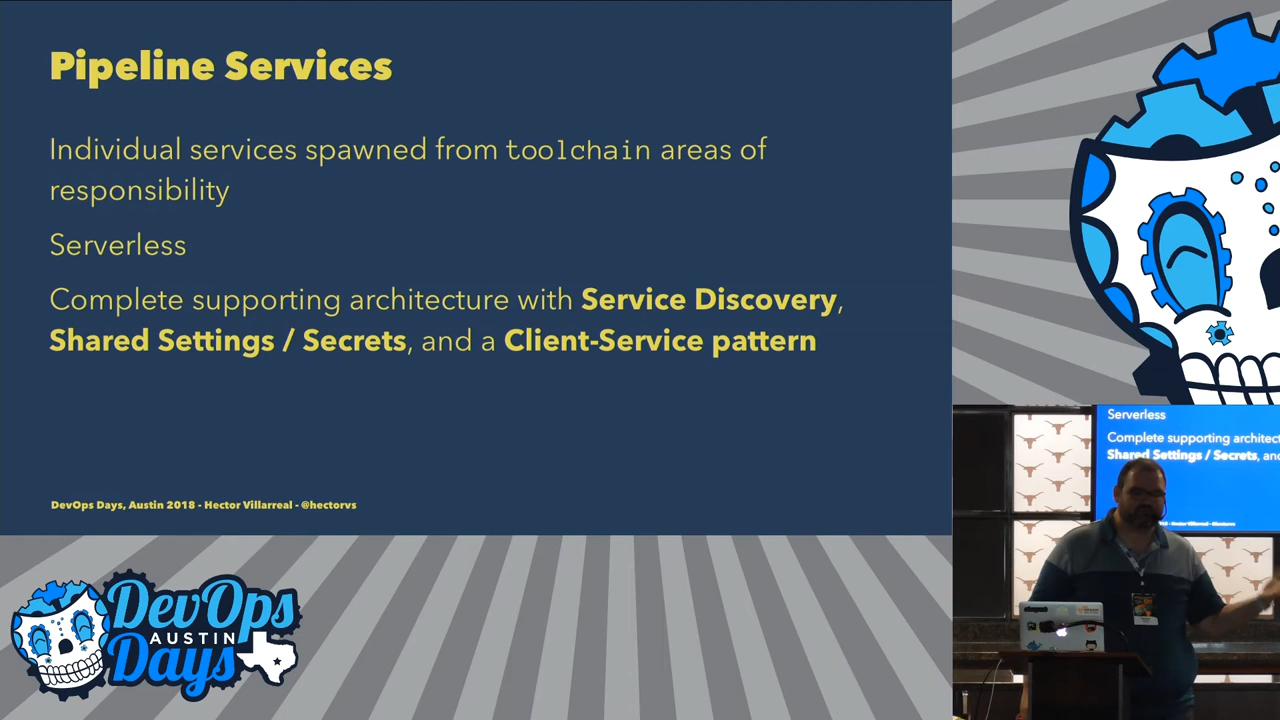 Pipeline Services
Individual services spawned from toolchain areas of
responsibility
Serverless
Complete supporting architecture with Service Discovery,
Shared Settings / Secrets, and a Client-Service pattern
DevOps Days, Austin 2018 - Hector Villarreal - @hectorvs
DevOps
AUSTIN
Days
Serverless
Complete supporting architect
Shared Settings / Secrets, and